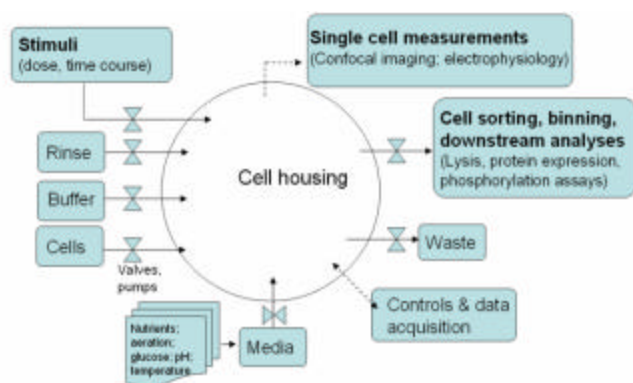 Stimuli
(dose, time course)
Single cell measurements
(Confocal imaging; electrophysiology)
Cell sorting, binning,
downstream analyses
(Lysis, protein expression,
phosphorylation assays)
Rinse
Buffer
Cells
Cell housing
Valves,
pumps
Waste
Controls & data
acquisition
Nutrients;
aeration;
glucose; pH;
temperature
Media